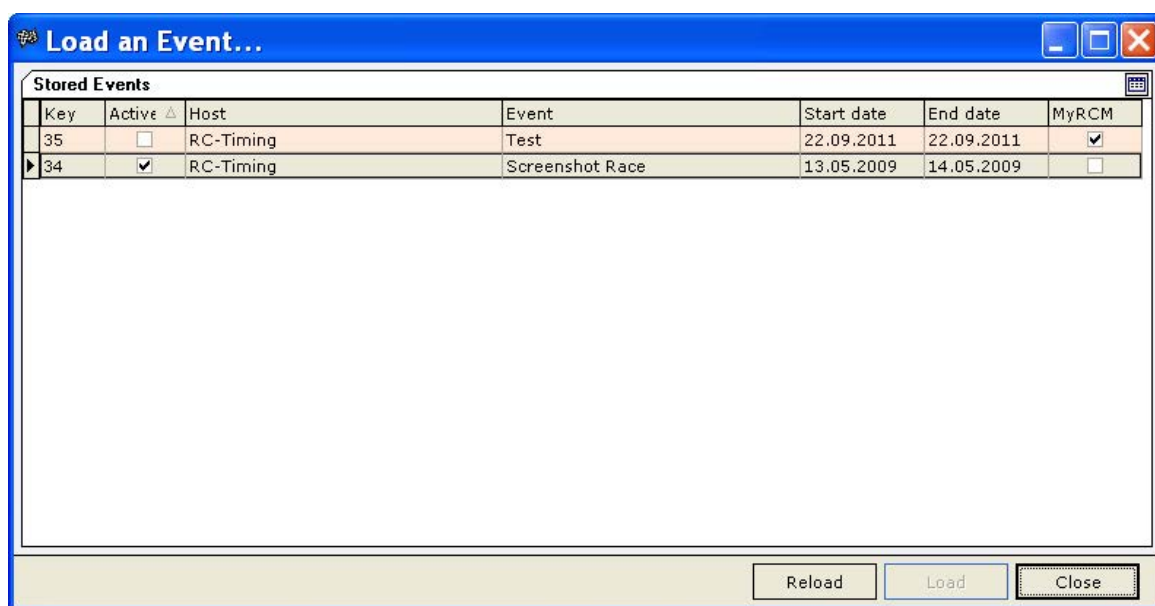 Load an Event...
Stored Events
Key Active Host Event Start date End date MyRCM
35 RC-Timing Test 22.09.2011 22.09.2011
34 RC-Timing Screenshot Race 13.05.2009 14.05.2009
Reload Load Close